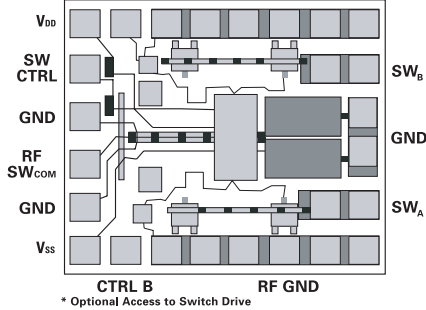 VDD
SW
CTRL
GND
RF
SWCOM
GND
VSS
SWB
GND
SWA
CTRL B
RF GND
* Optional Access to Switch Drive